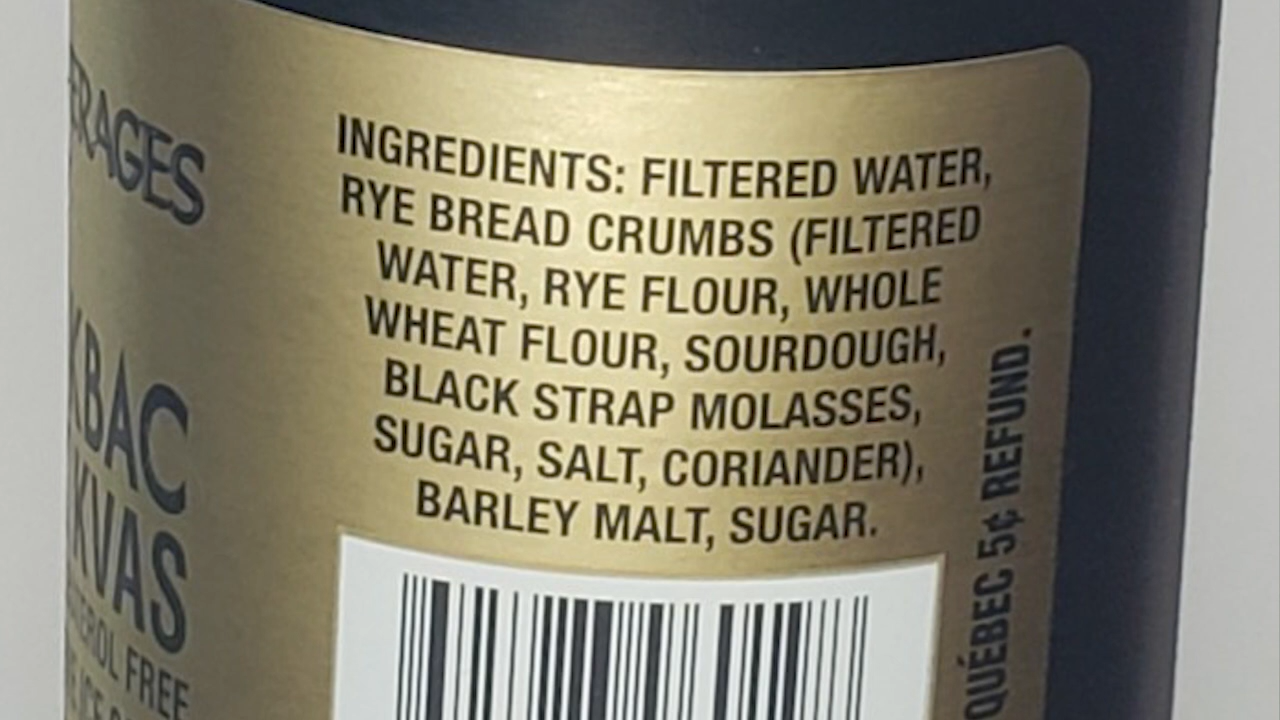 ERAGES
KBAC
KVAS
FREE
INGREDIENTS: FILTERED WATER,
RYE BREAD CRUMBS (FILTERED
WATER, RYE FLOUR, WHOLE
WHEAT FLOUR, SOURDOUGH,
BLACK STRAP MOLASSES,
SUGAR, SALT, CORIANDER),
BARLEY MALT, SUGAR.
QUÉBEC 5¢ REFUND.